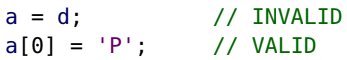 a = d;          // INVALID
a[0] = 'P';     // VALID